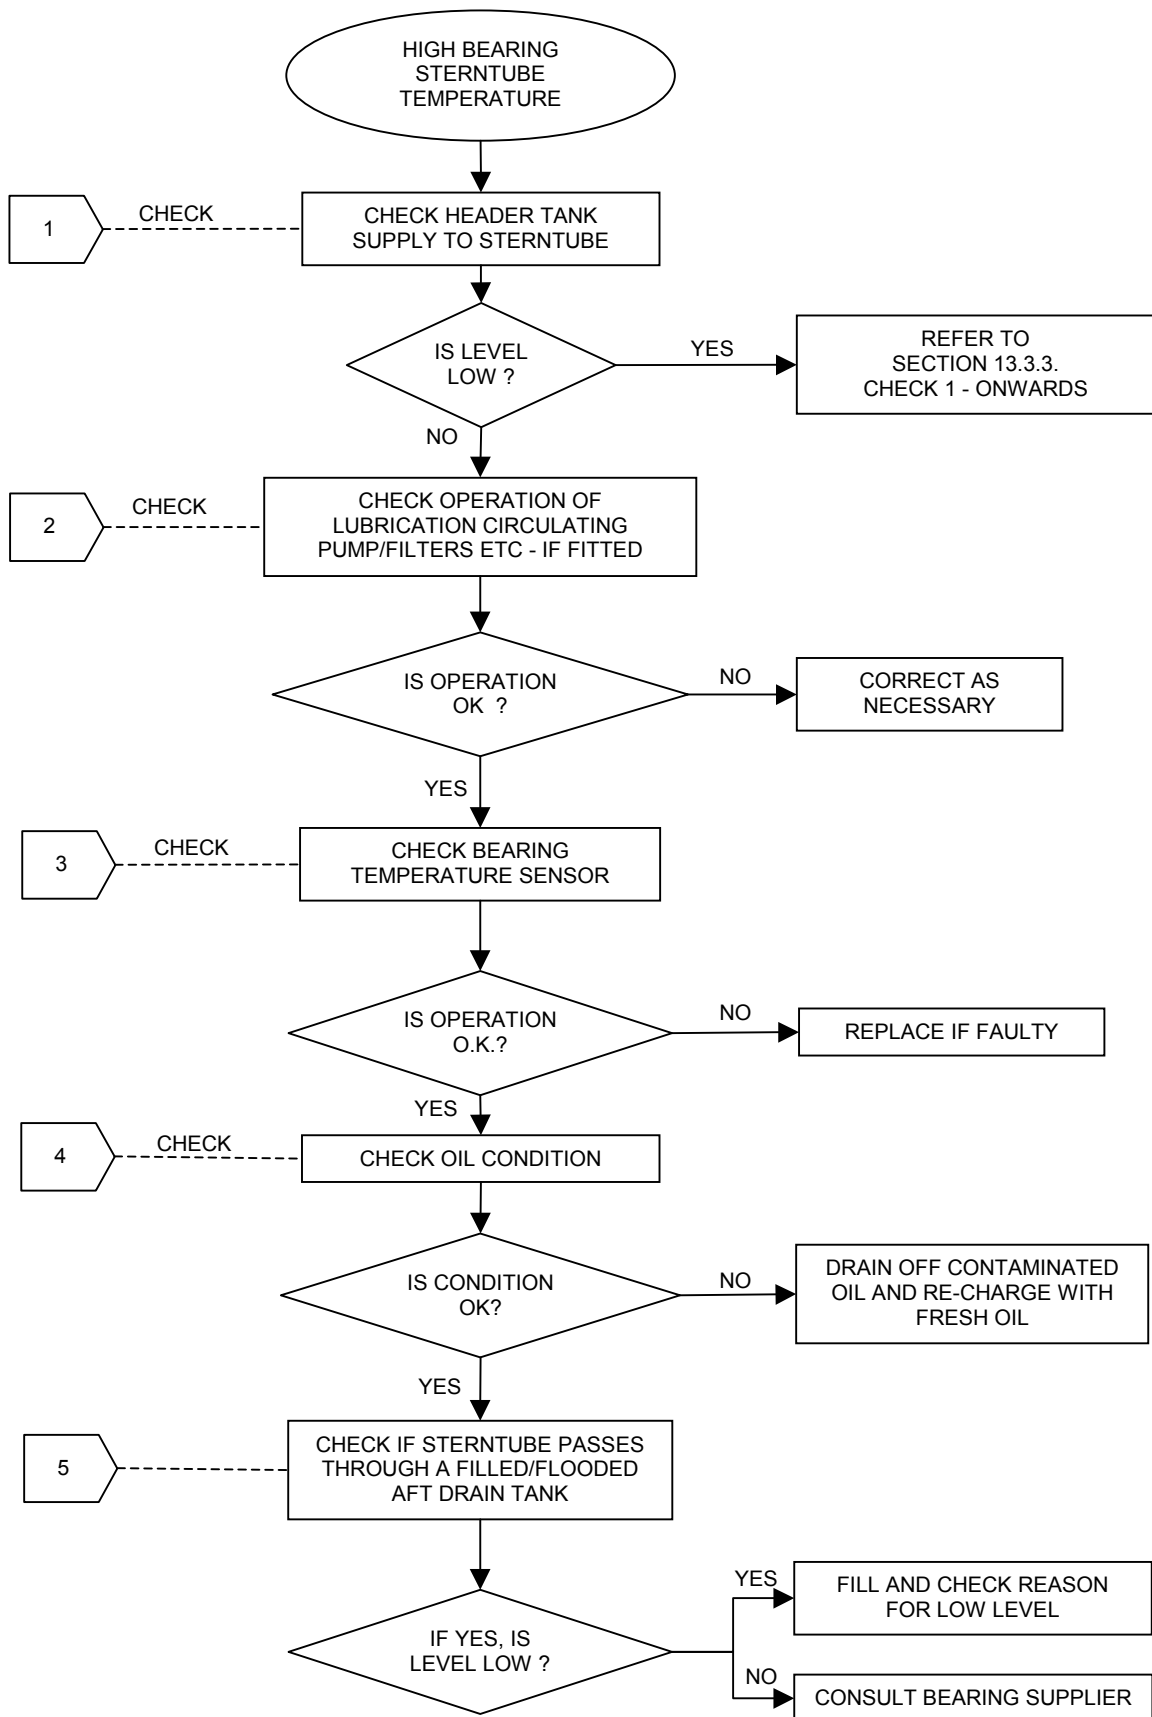 HIGH BEARING
STERNTUBE
TEMPERATURE
1
CHECK
CHECK HEADER TANK
SUPPLY TO STERNTUBE
IS LEVEL
LOW ?
YES
REFER TO
SECTION 13.3.3.
CHECK 1 - ONWARDS
NO
2
CHECK
CHECK OPERATION OF
LUBRICATION CIRCULATING
PUMP/FILTERS ETC - IF FITTED
IS OPERATION
OK ?
NO
CORRECT AS
NECESSARY
YES
3
CHECK
CHECK BEARING
TEMPERATURE SENSOR
IS OPERATION
O.K.?
NO
REPLACE IF FAULTY
YES
4
CHECK
CHECK OIL CONDITION
IS CONDITION
OK?
NO
DRAIN OFF CONTAMINATED
OIL AND RE-CHARGE WITH
FRESH OIL
YES
5
CHECK IF STERNTUBE PASSES
THROUGH A FILLED/FLOODED
AFT DRAIN TANK
IF YES, IS
LEVEL LOW ?
YES
FILL AND CHECK REASON
FOR LOW LEVEL
NO
CONSULT BEARING SUPPLIER